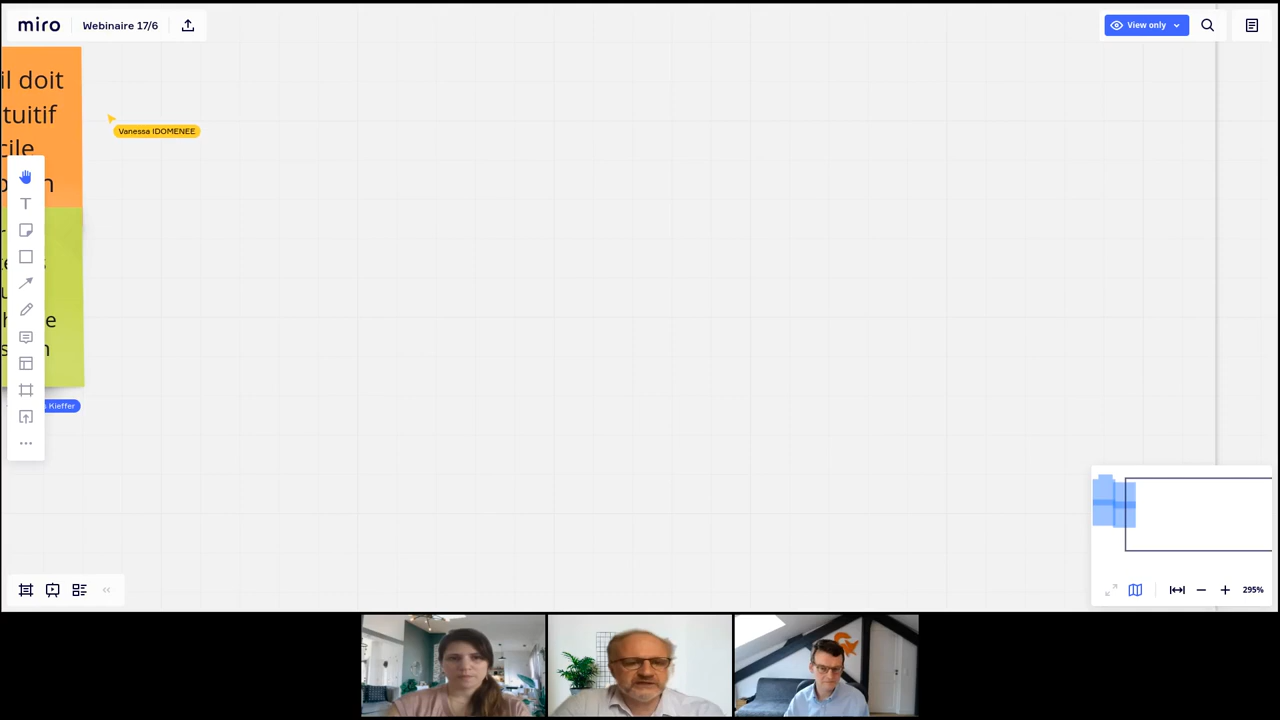 miro
Webinaire 17/6
View only
il doit
tuitif
cile
Vanessa IDOMENEE
T
Kieffer
295%